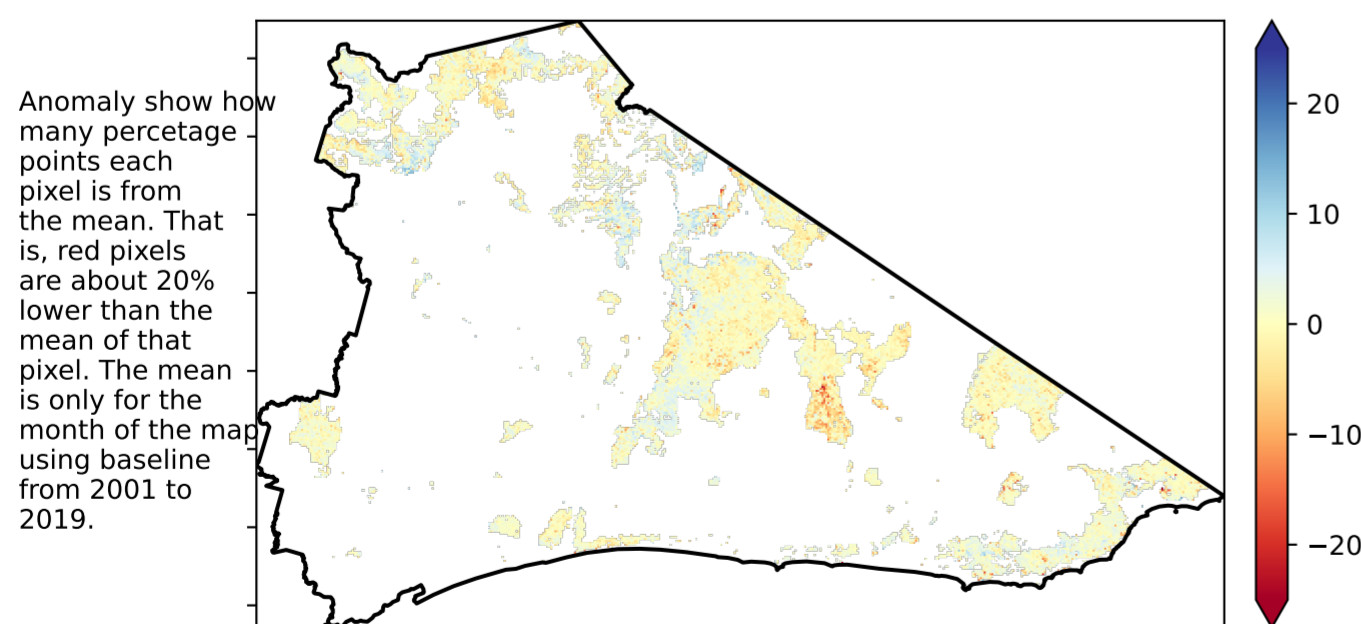 Anomaly show how
many percetage
points each
pixel is from
the mean. That
is, red pixels
are about 20%
lower than the
mean of that
pixel. The mean
is only for the
month of the map
using baseline
from 2001 to
2019.
20
10
0
−10
−20